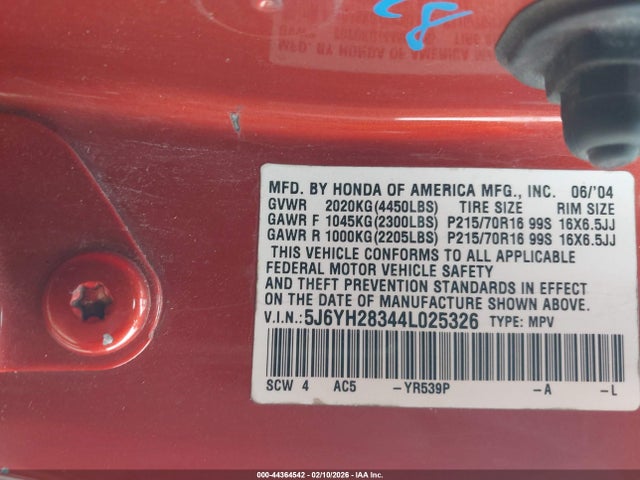 28
MFD. BY HONDA OF AMERICA MFG., INC. 06/'04
GVWR 2020KG(4450LBS) TIRE SIZE RIM SIZE
GAWR F 1045KG(2300LBS) P215/70R16 99S 16X6.5JJ
GAWR R 1000KG(2205LBS) P215/70R16 99S 16X6.5JJ
THIS VEHICLE CONFORMS TO ALL APPLICABLE
FEDERAL MOTOR VEHICLE SAFETY
AND THEFT PREVENTION STANDARDS IN EFFECT
ON THE DATE OF MANUFACTURE SHOWN ABOVE.
V.I.N.: 5J6YH28344L025326 TYPE: MPV
SCW 4 AC5 -YR539P -A -L
000-44364542 | 02/10/2026 | IAA Inc.